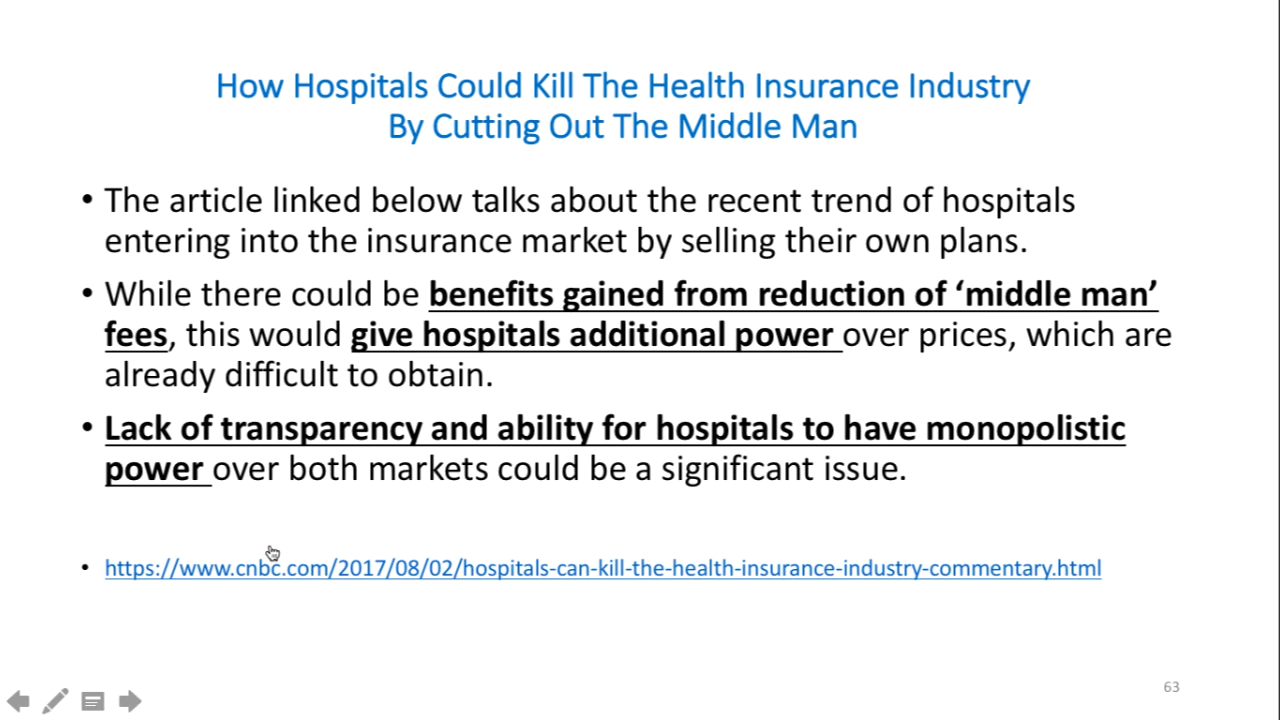 How Hospitals Could Kill The Health Insurance Industry
By Cutting Out The Middle Man
• The article linked below talks about the recent trend of hospitals
entering into the insurance market by selling their own plans.
• While there could be benefits gained from reduction of ‘middle man’
fees, this would give hospitals additional power over prices, which are
already difficult to obtain.
• Lack of transparency and ability for hospitals to have monopolistic
power over both markets could be a significant issue.
• https://www.cnbc.com/2017/08/02/hospitals-can-kill-the-health-insurance-industry-commentary.html
63